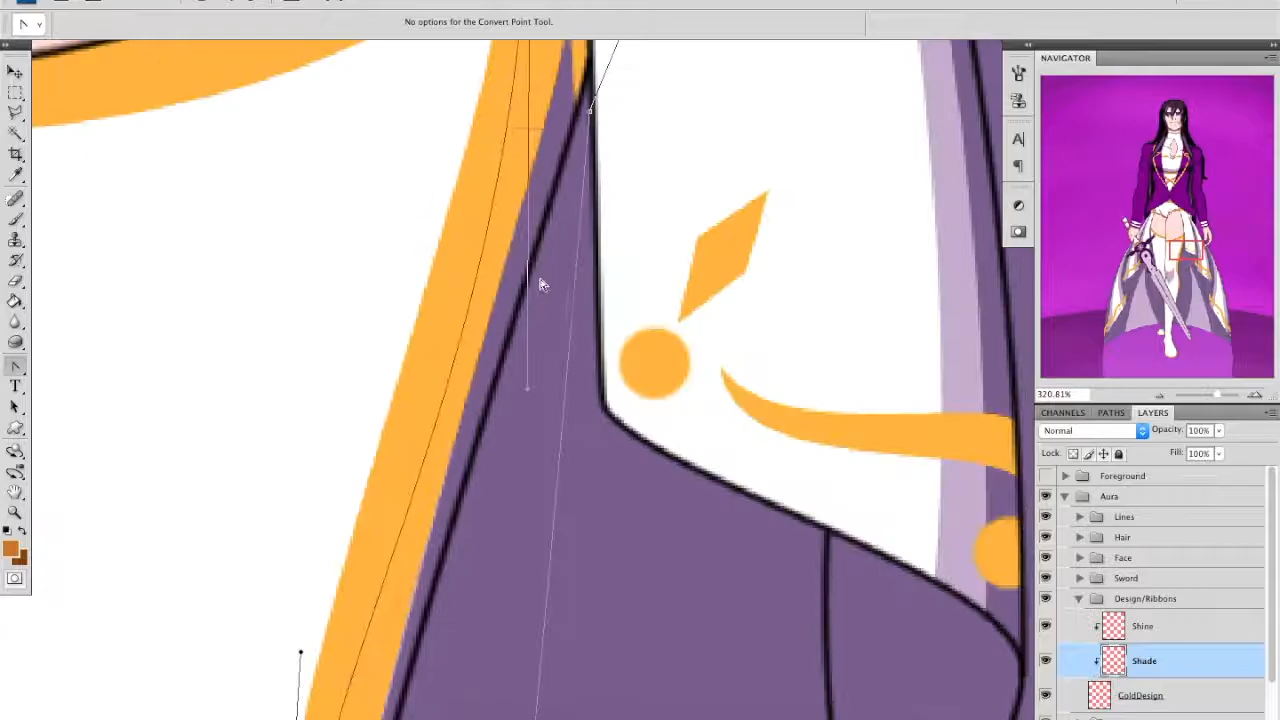 No options for the Convert Point Tool.
NAVIGATOR
320.81%
CHANNELS PATHS LAYERS
Normal Opacity: 100%
Lock: Fill: 100%
Foreground
Aura
Lines
Hair
Face
Sword
Design/Ribbons
Shine
Shade
GoldDesign